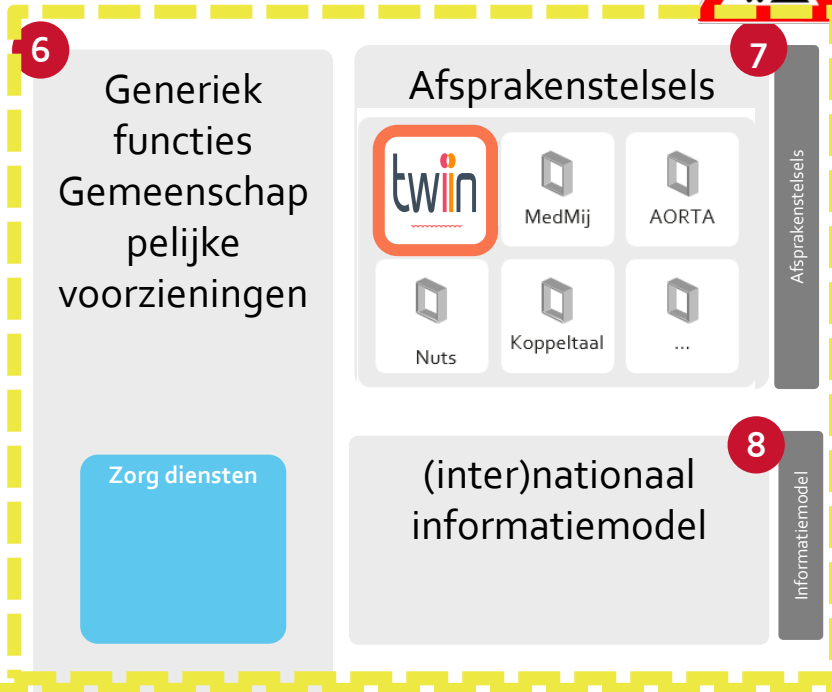 6
Generiek
functies
Gemeenschap
pelijke
voorzieningen
Zorg diensten
7
Afsprakenstelsels
twiin
MedMij
AORTA
Nuts
Koppeltaal
...
Afsprakenstelsels
8
(inter)nationaal
informatiemodel
Informatiemodel